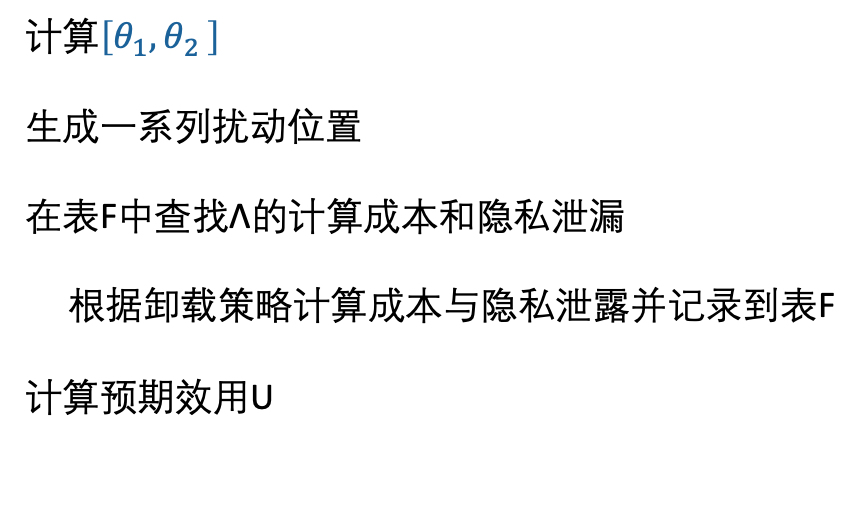 计算[𝜃₁, 𝜃₂ ]
生成一系列扰动位置
在表F中查找Λ的计算成本和隐私泄漏
根据卸载策略计算成本与隐私泄露并记录到表F
计算预期效用U